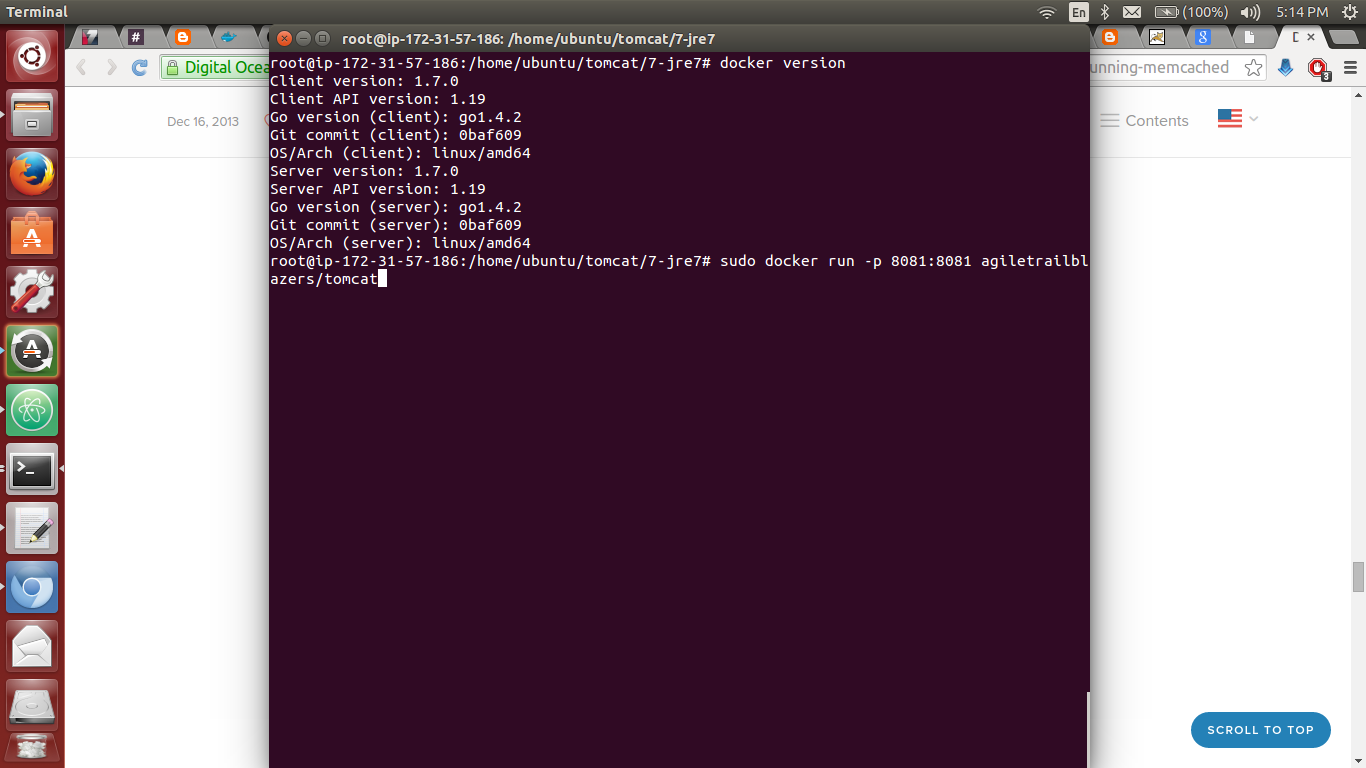 Terminal
En
(100%)
5:14 PM
root@ip-172-31-57-186: /home/ubuntu/tomcat/7-jre7
Digital Ocea
unning-memcached
3
Dec 16, 2013
Contents
root@ip-172-31-57-186:/home/ubuntu/tomcat/7-jre7# docker version
Client version: 1.7.0
Client API version: 1.19
Go version (client): go1.4.2
Git commit (client): 0baf609
OS/Arch (client): linux/amd64
Server version: 1.7.0
Server API version: 1.19
Go version (server): go1.4.2
Git commit (server): 0baf609
OS/Arch (server): linux/amd64
root@ip-172-31-57-186:/home/ubuntu/tomcat/7-jre7# sudo docker run -p 8081:8081 agiletrailbl
azers/tomcat
SCROLL TO TOP